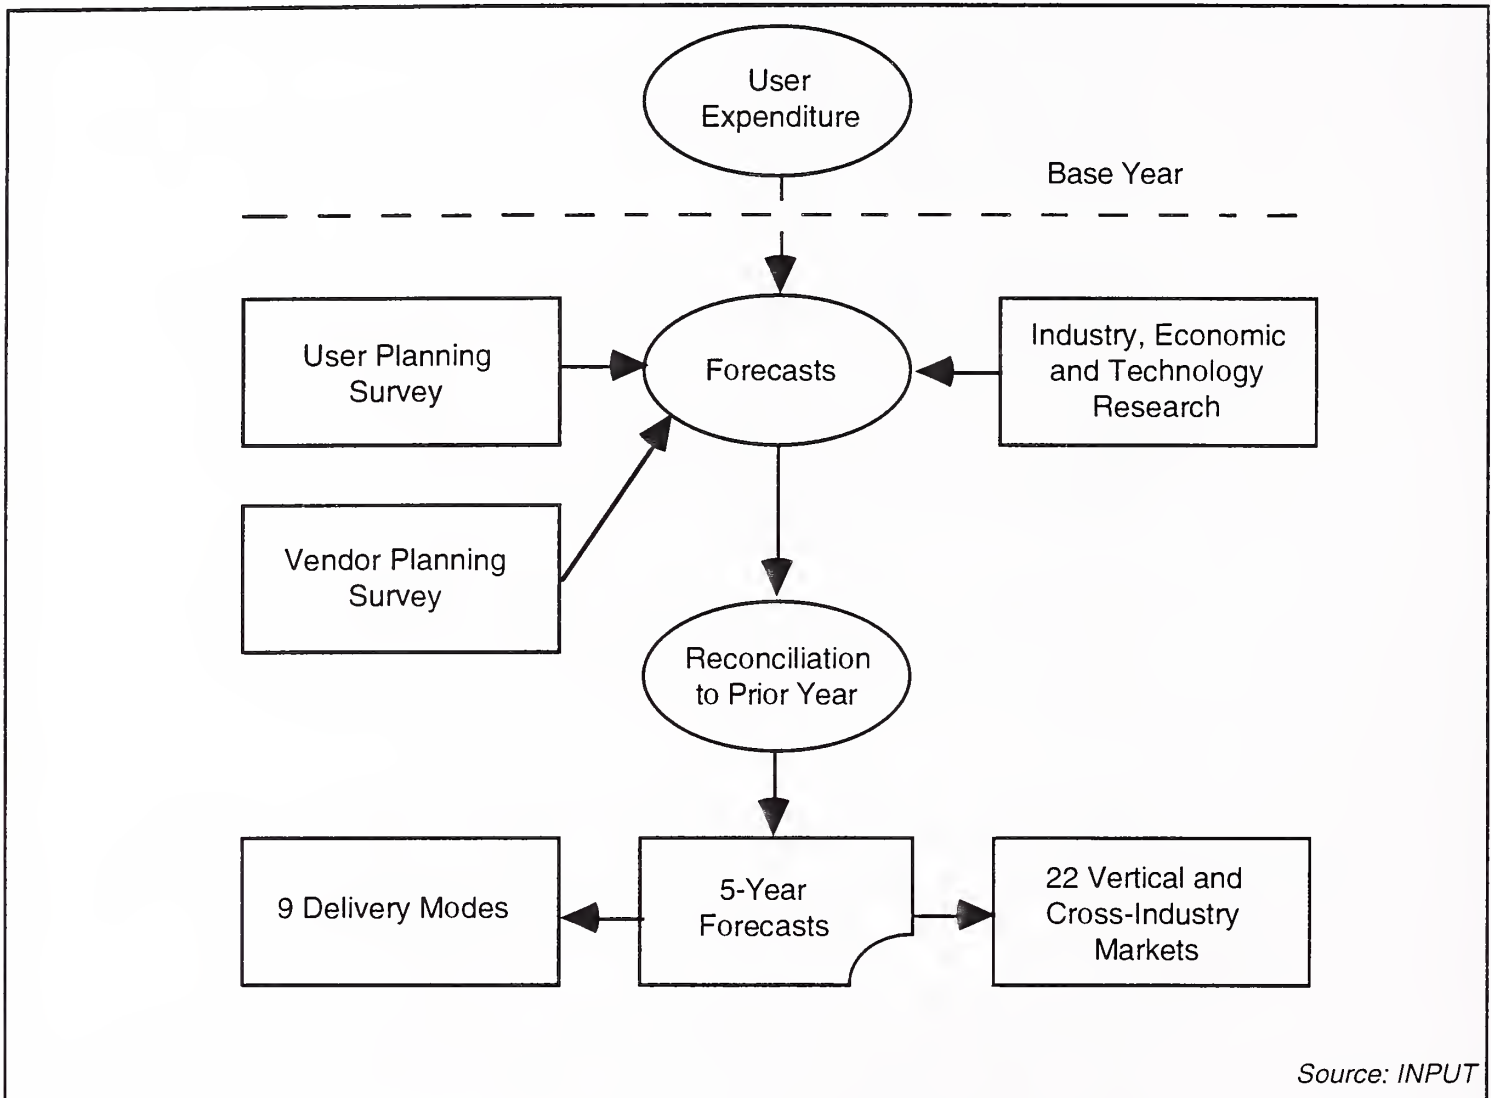 User
Expenditure
Base Year
User Planning
Survey
Forecasts
Industry, Economic
and Technology
Research
Vendor Planning
Survey
Reconciliation
to Prior Year
9 Delivery Modes
5-Year
Forecasts
22 Vertical and
Cross-Industry
Markets
Source: INPUT